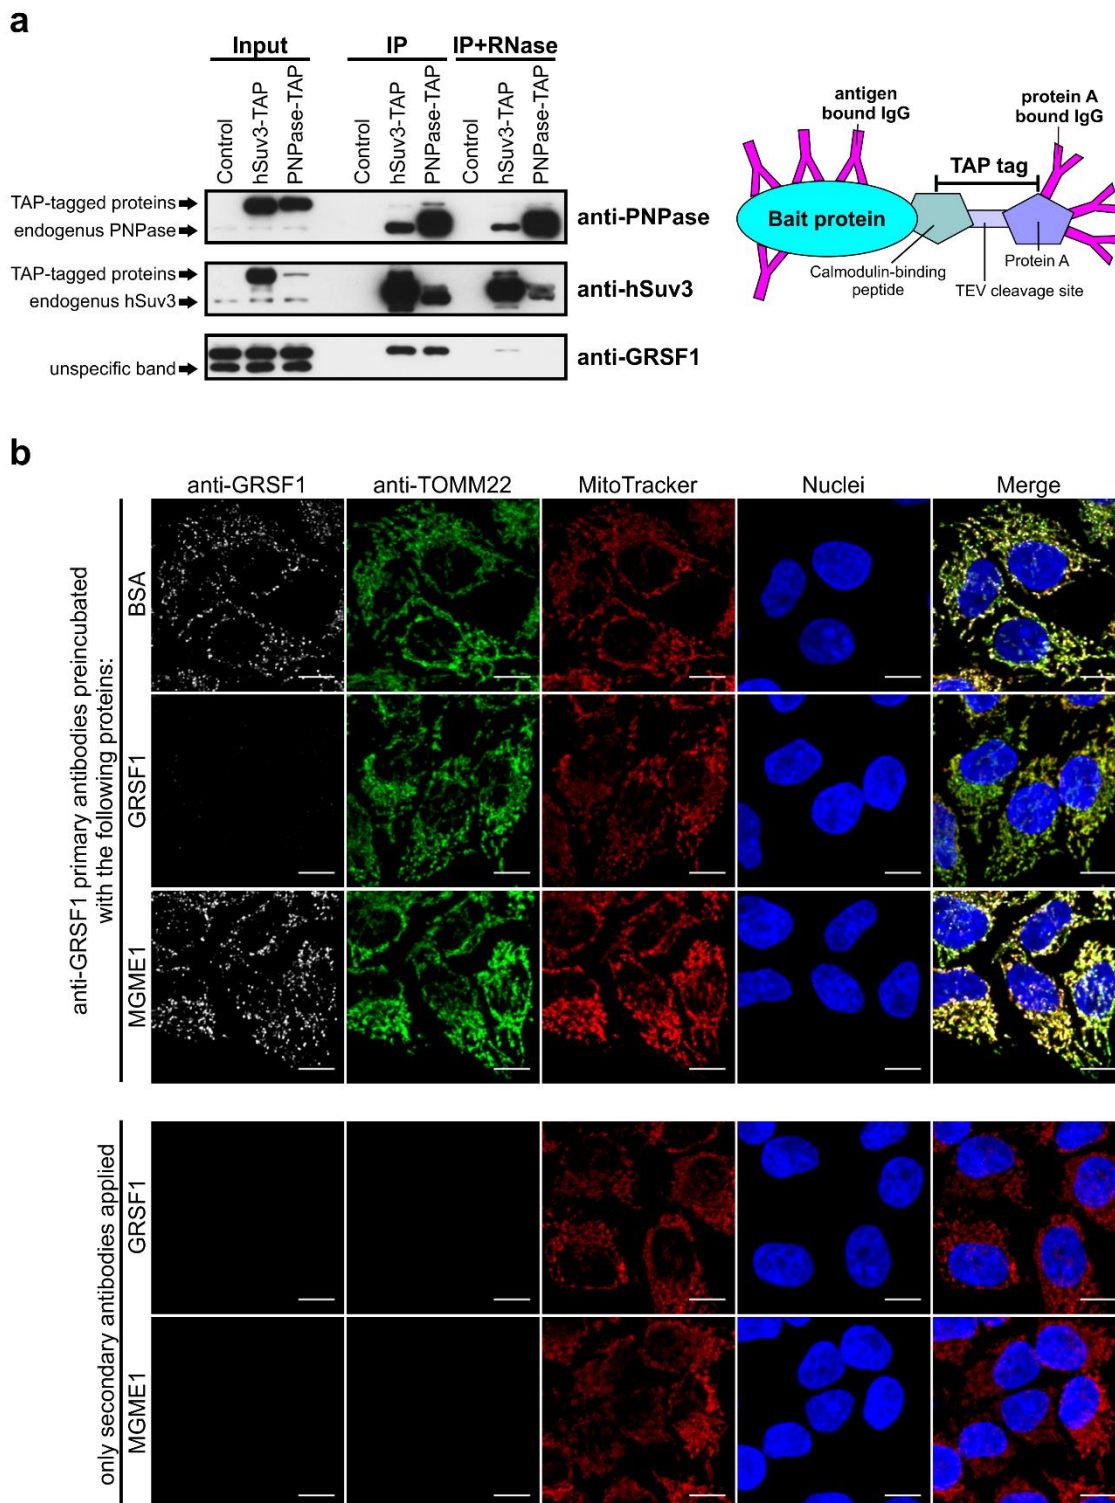 a
Input
IP
IP+RNase
Control
hSuv3-TAP
PNPase-TAP
Control
hSuv3-TAP
PNPase-TAP
Control
hSuv3-TAP
PNPase-TAP
TAP-tagged proteins
endogenus PNPase
anti-PNPase
TAP-tagged proteins
endogenus hSuv3
anti-hSuv3
unspecific band
anti-GRSF1
antigen
bound IgG
protein A
bound IgG
TAP tag
Bait protein
Calmodulin-binding
peptide
TEV cleavage site
Protein A
b
anti-GRSF1
anti-TOMM22
MitoTracker
Nuclei
Merge
anti-GRSF1 primary antibodies preincubated
with the following proteins:
BSA
GRSF1
MGME1
only secondary antibodies applied
GRSF1
MGME1